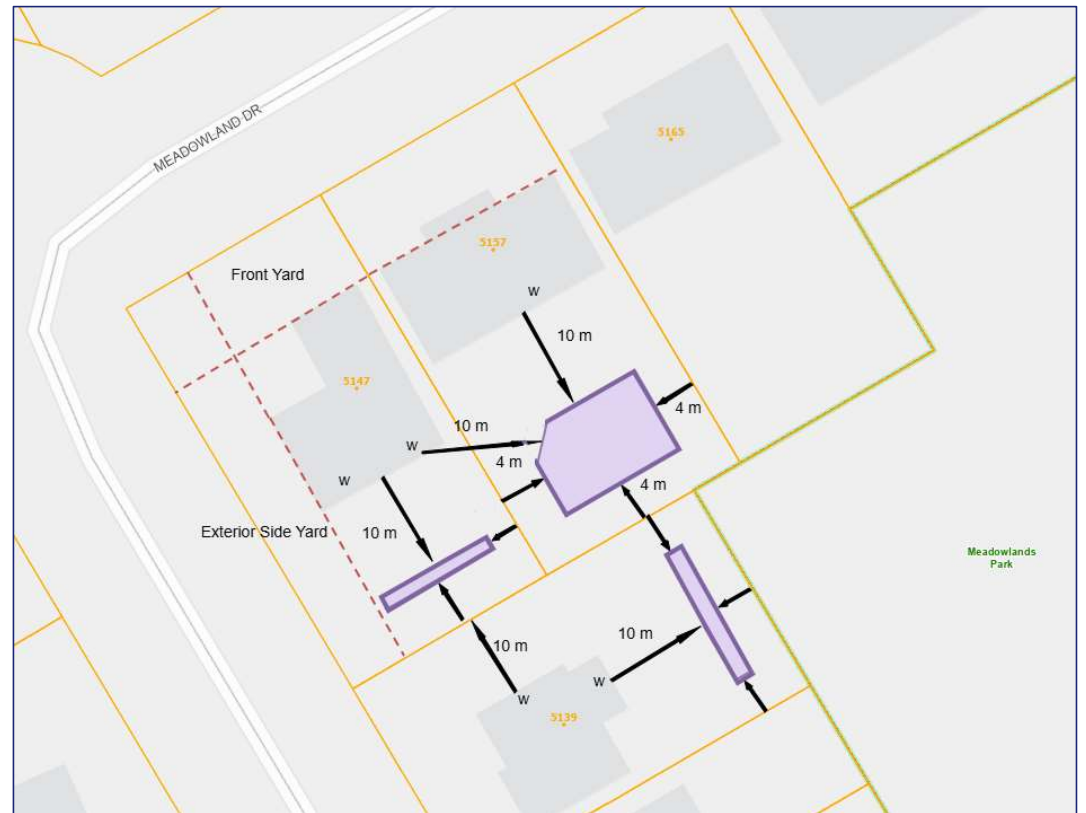 MEADOWLAND DR
5165
5157
Front Yard
W
10 m
5147
4 m
10 m
W
4 m
W
4 m
Exterior Side Yard
10 m
Meadowlands
Park
10 m
10 m
W
W
5139